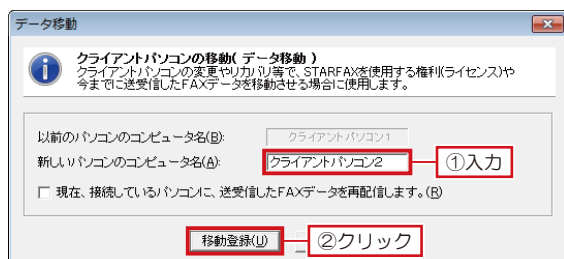 データ移動
クライアントパソコンの移動( データ移動 )
クライアントパソコンの変更やリカバリ等で、STARFAXを使用する権利(ライセンス)や
今までに送受信したFAXデータを移動させる場合に使用します。
以前のパソコンのコンピュータ名(B): クライアントパソコン1
新しいパソコンのコンピュータ名(A): クライアントパソコン2 ①入力
現在、接続しているパソコンに、送受信したFAXデータを再配信します。(R)
移動登録(U) ②クリック